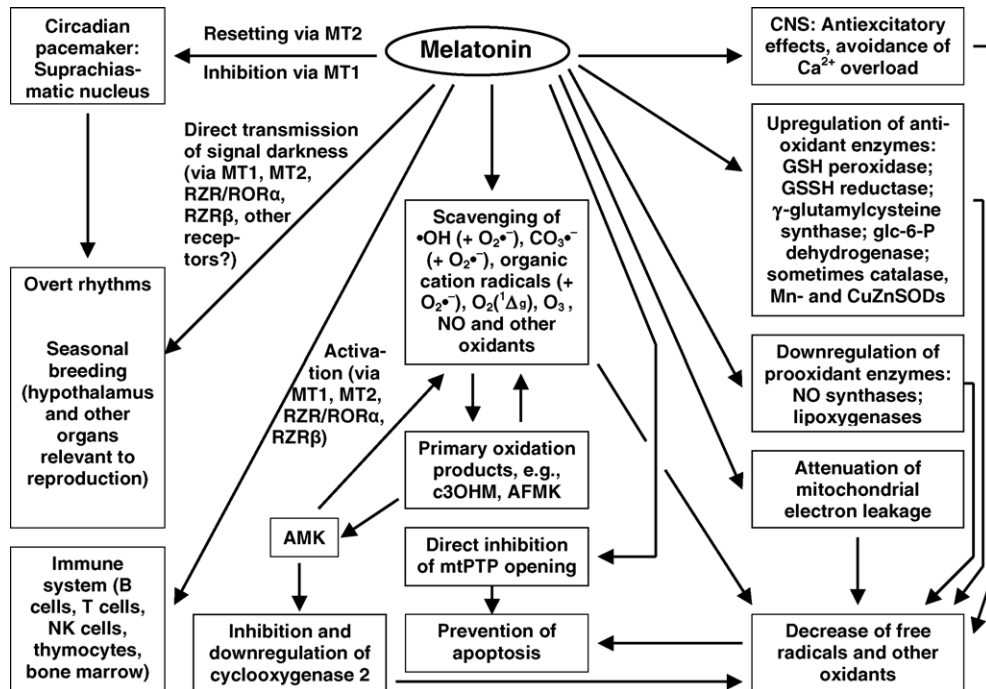 Circadian
pacemaker:
Suprachias-
matic nucleus
Resetting via MT2
Inhibition via MT1
Melatonin
CNS: Antiexcitatory
effects, avoidance of
Ca²⁺ overload
Direct transmission
of signal darkness
(via MT1, MT2,
RZR/RORα,
RZRβ, other
recep-
tors?)
Upregulation of anti-
oxidant enzymes:
GSH peroxidase;
GSSH reductase;
γ-glutamylcysteine
synthase; glc-6-P
dehydrogenase;
sometimes catalase,
Mn- and CuZnSODs
Scavenging of
•OH (+ O₂•⁻), CO₃•⁻
(+ O₂•⁻), organic
cation radicals (+
O₂•⁻), O₂(¹Δg), O₃ ,
NO and other
oxidants
Overt rhythms
Seasonal
breeding
(hypothalamus
and other
organs
relevant to
reproduction)
Activa-
tion (via
MT1, MT2,
RZR/RORα,
RZRβ)
Downregulation of
prooxidant enzymes:
NO synthases;
lipoxygenases
Primary oxidation
products, e.g.,
c3OHM, AFMK
Attenuation of
mitochondrial
electron leakage
AMK
Direct inhibition
of mtPTP opening
Immune
system (B
cells, T cells,
NK cells,
thymocytes,
bone marrow)
Inhibition and
downregulation of
cyclooxygenase 2
Prevention of
apoptosis
Decrease of free
radicals and other
oxidants